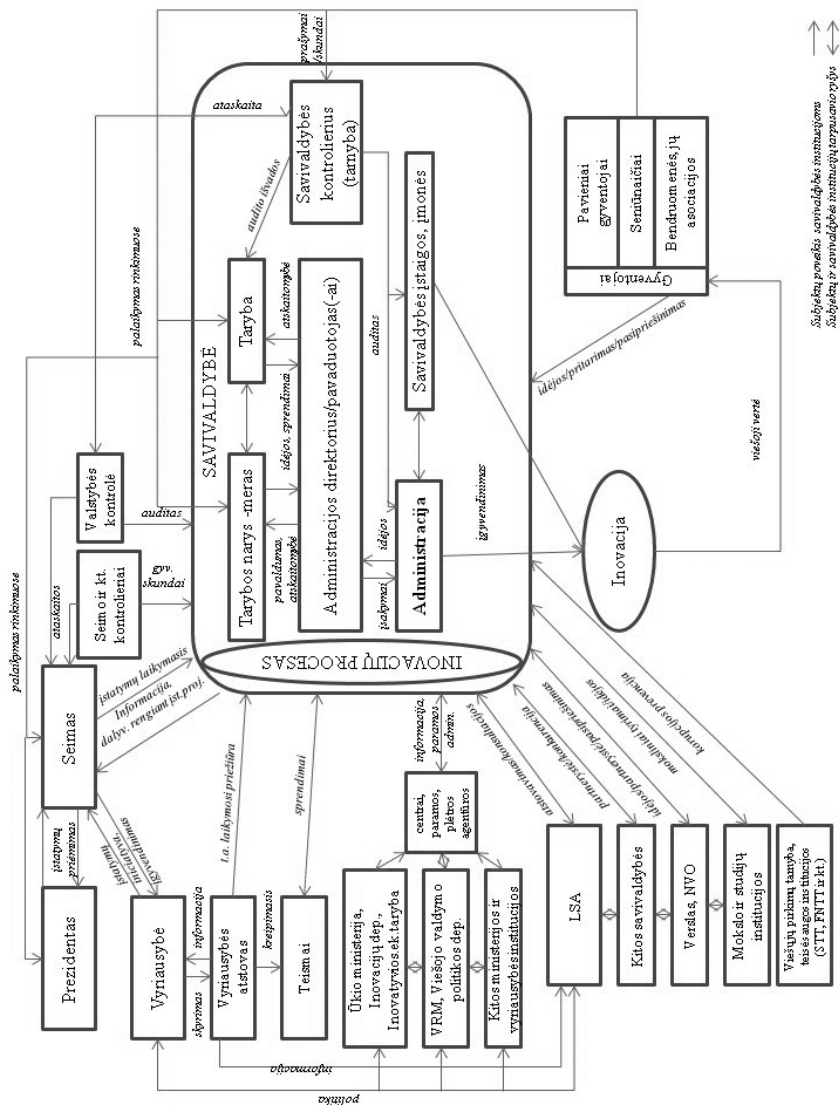 palaikymas rinkimuose
Prezidentas
įstatymų
priėmimas
Seimas
ataskaitos
Seimo ir kt.
kontrolieriai
Valstybės
kontrolė
ataskaita
palaikymas rinkimuose
prašymai
/skundai
Vyriausybė
įstatymų
iniciatyva,
įgyvendinimas
įstatymų laikymasis
Informacija,
dalyv. rengiant įst.proj.
gyv.
skundai
auditas
skyrimas
informacija
Vyriausybės
atstovas
t.a. laikymosi priežiūra
kreipimasis
Teismai
sprendimai
informacija
politika
SAVIVALDYBĖ
INOVACIJŲ PROCESAS
Tarybos narys -meras
Taryba
audito išvados
Savivaldybės
kontrolierius
(tarnyba)
pavaldumas,
atskaitomybė
idėjos, sprendimai
atskaitomybė
Administracijos direktorius/pavaduotojas(-ai)
auditas
įsakymai
idėjos
Administracija
Savivaldybės įstaigos, įmonės
įgyvendinimas
Ūkio ministerija,
Inovacijų dep.,
Inovatyvios.ek.taryba
VRM, Viešojo valdymo
politikos dep.
Kitos ministerijos ir
vyriausybės institucijos
centrai,
paramos,
plėtros
agentūros
informacija,
paramos
admin.
LSA
Kitos savivaldybės
Verslas, NVO
Mokslo ir studijų
institucijos
Viešųjų pirkimų tarnyba,
teisėsaugos institucijos
(STT, FNTT ir kt.)
atstovavimas/konsultacijos
partnerystė/konkurencija
idėjos/partnerystė/pasipriešinimas
moksliniai tyrimai/idėjos
korupcijos prevencija
Inovacija
viešoji vertė
idėjos/pritarimas/pasipriešinimas
Gyventojai
Pavieniai
gyventojai
Seniūnaičiai
Bendruomenės, jų
asociacijos
Subjektų poveikis savivaldybės institucijoms
Subjektų ir savivaldybės institucijų tarpusavio ryšys